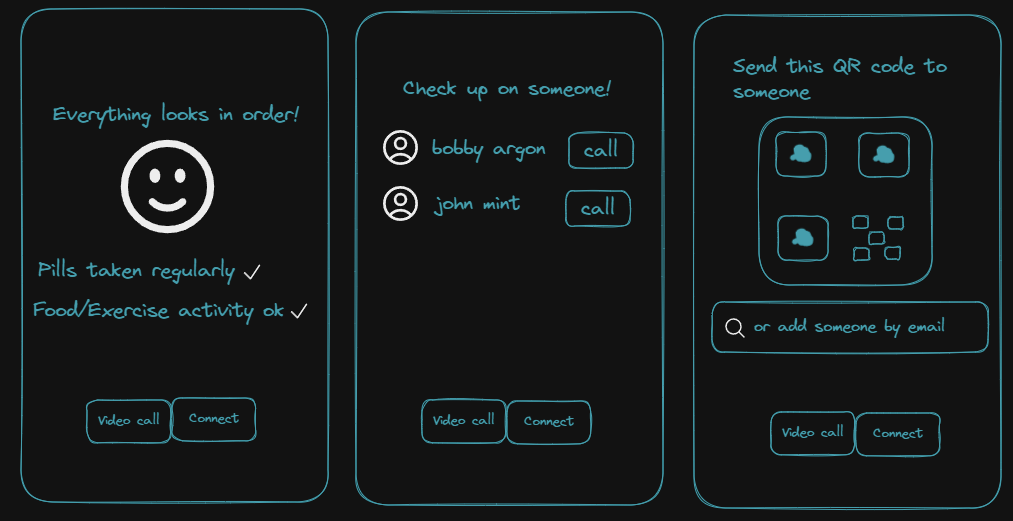 Everything looks in order!
Pills taken regularly
Food/Exercise activity ok
Video call
Connect
Check up on someone!
bobby argon
call
john mint
call
Video call
Connect
Send this QR code to
someone
or add someone by email
Video call
Connect